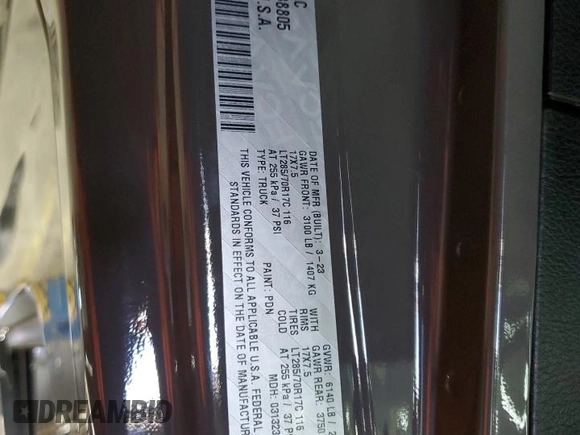 C
8805
.S.A.
DATE OF MFR (BUILT): 3-23 GVWR: 6140 LB / 2
GAWR FRONT: 3100 LB / 1407 KG WITH GAWR REAR: 3750
17X7.5 RIMS 17X7.5
LT285/70R17C 116 TIRES LT285/70R17C 116
AT 255 kPa / 37 PSI COLD AT 255 kPa / 37 P
TYPE: TRUCK PAINT: PDN MDH: 031323
THIS VEHICLE CONFORMS TO ALL APPLICABLE U.S.A. FEDERAL
STANDARDS IN EFFECT ON THE DATE OF MANUFACTUR
DREAMBID